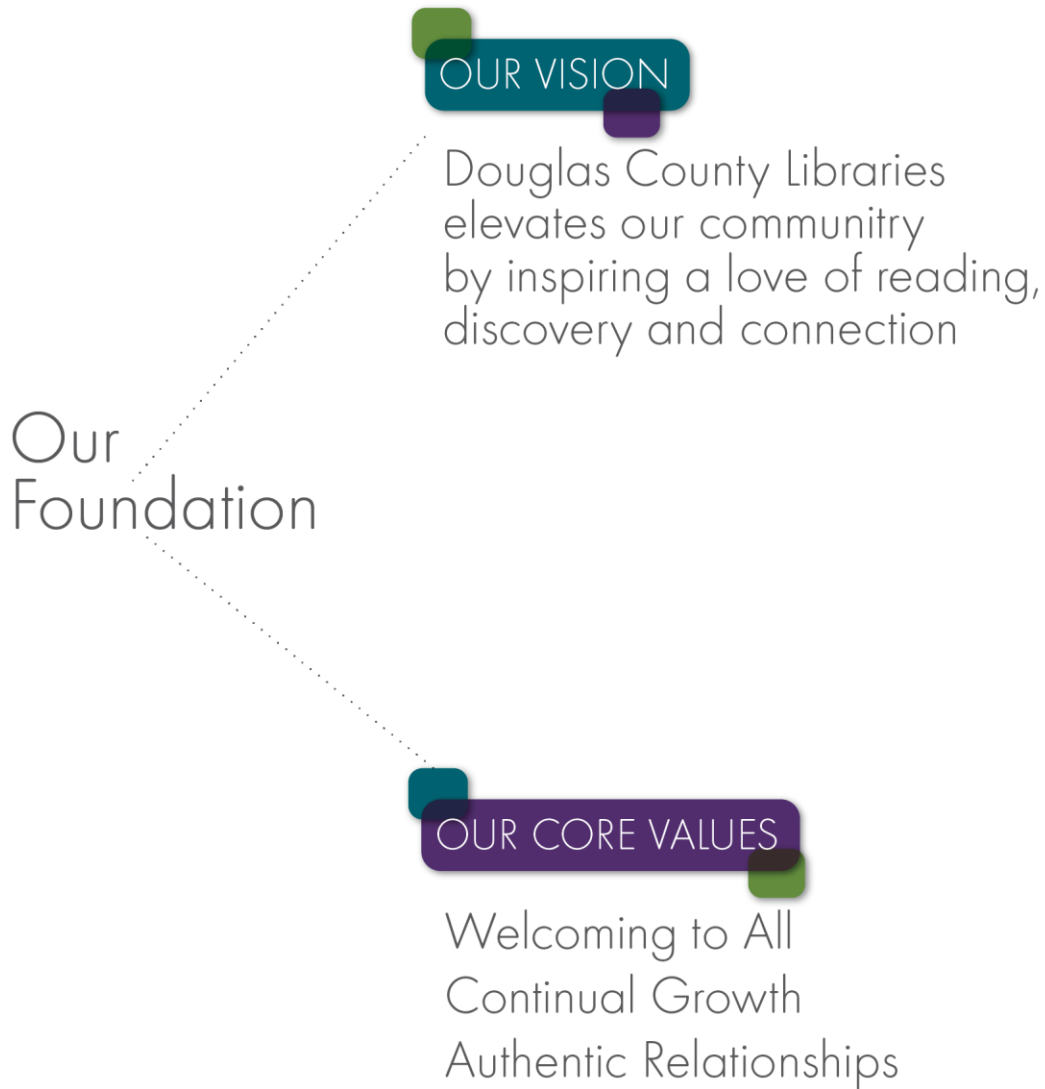 OUR VISION
Douglas County Libraries
elevates our communitry
by inspiring a love of reading,
discovery and connection
Our
Foundation
OUR CORE VALUES
Welcoming to All
Continual Growth
Authentic Relationships